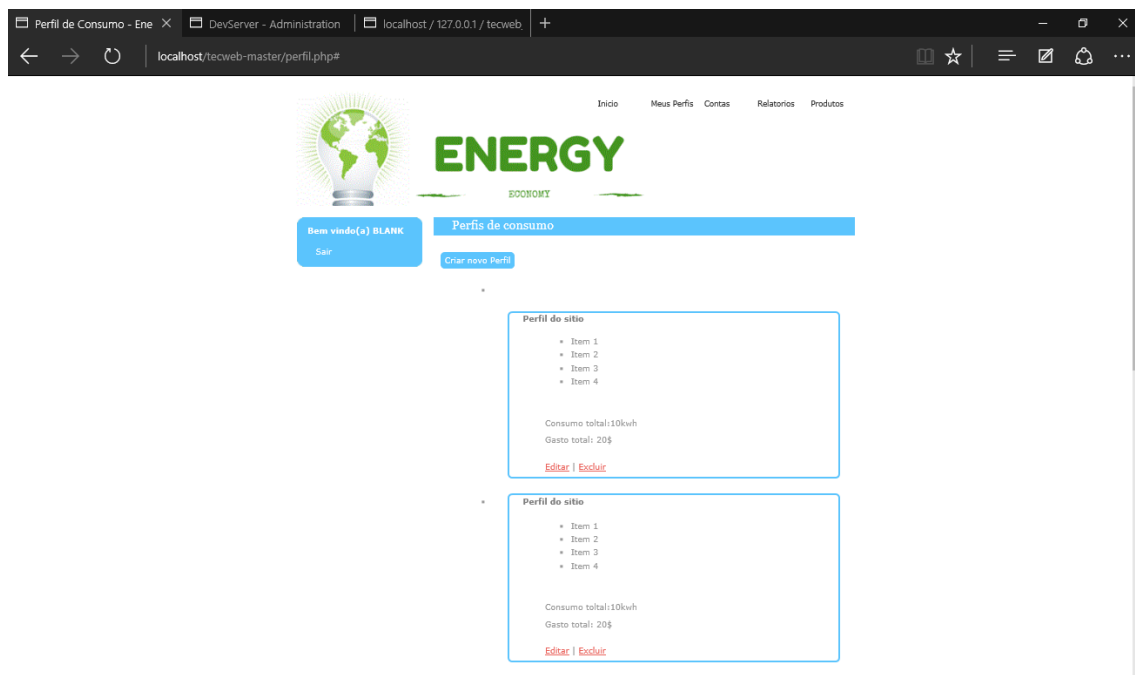 Perfil de Consumo - Ene
DevServer - Administration
localhost / 127.0.0.1 / tecweb_
localhost/tecweb-master/perfil.php#
Inicio Meus Perfis Contas Relatorios Produtos
ENERGY
ECONOMY
Bem vindo(a) BLANK
Sair
Perfis de consumo
Criar novo Perfil
Perfil do sitio
Item 1
Item 2
Item 3
Item 4
Consumo toltal:10kwh
Gasto total: 20$
Editar | Excluir
Perfil do sitio
Item 1
Item 2
Item 3
Item 4
Consumo toltal:10kwh
Gasto total: 20$
Editar | Excluir